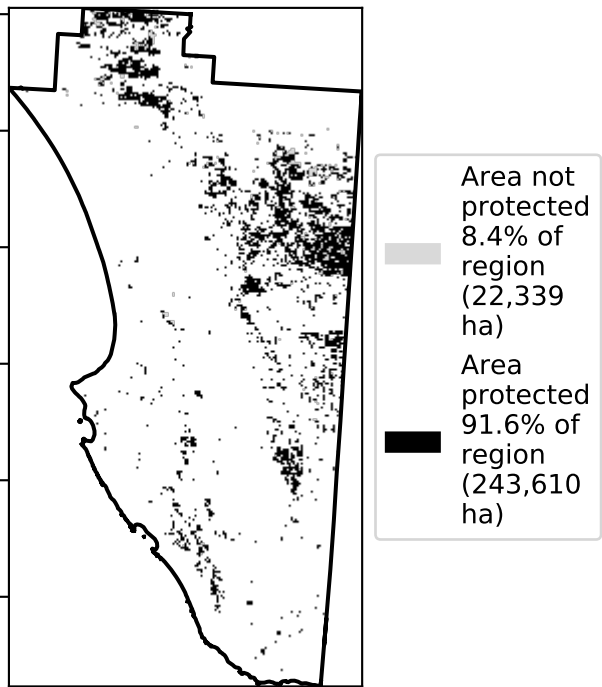 Area not
protected
8.4% of
region
(22,339
ha)
Area
protected
91.6% of
region
(243,610
ha)